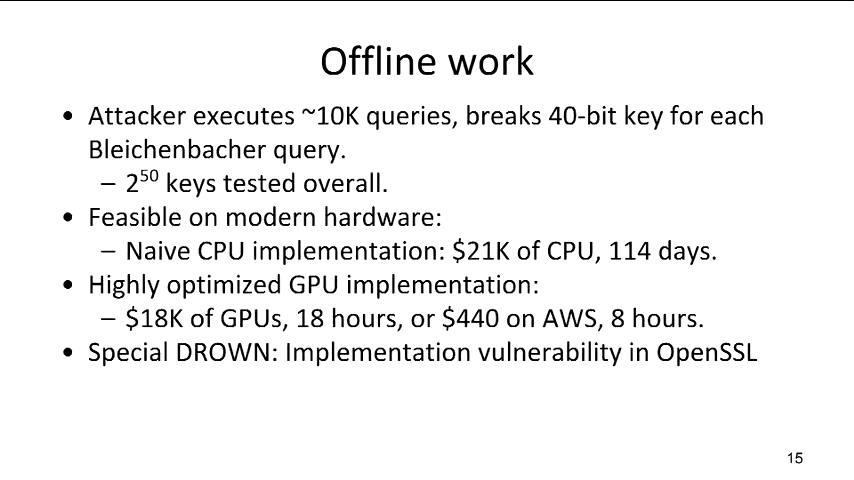 Offline work
• Attacker executes ~10K queries, breaks 40-bit key for each
Bleichenbacher query.
– 2⁵⁰ keys tested overall.
• Feasible on modern hardware:
– Naive CPU implementation: $21K of CPU, 114 days.
• Highly optimized GPU implementation:
– $18K of GPUs, 18 hours, or $440 on AWS, 8 hours.
• Special DROWN: Implementation vulnerability in OpenSSL
15